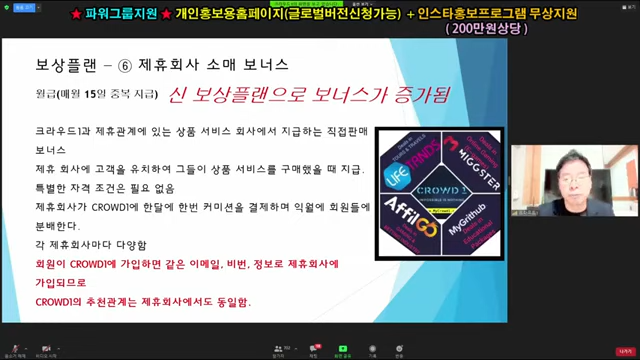 ★ 파워그룹지원 ★ 개인홍보용홈페이지(글로벌버전신청가능) + 인스타홍보프로그램 무상지원
( 200만원상당 )
보상플랜 – ⑥ 제휴회사 소매 보너스
월급(매월 15일 중복 지급) 신 보상플랜으로 보너스가 증가됨
크라우드1과 제휴관계에 있는 상품 서비스 회사에서 지급하는 직접판매
보너스
제휴 회사에 고객을 유치하여 그들이 상품 서비스를 구매했을 때 지급.
특별한 자격 조건은 필요 없음
제휴회사가 CROWD1에 한달에 한번 커미션을 결제하며 익월에 회원들에
분배한다.
각 제휴회사마다 다양함
회원이 CROWD1에 가입하면 같은 이메일, 비번, 정보로 제휴회사에
가입되므로
CROWD1의 추천관계는 제휴회사에서도 동일함.
LIFE TRENDS
MIGGSTER
CROWD1
AffilGO
MyGrithub
Deals in
Educational
Packages